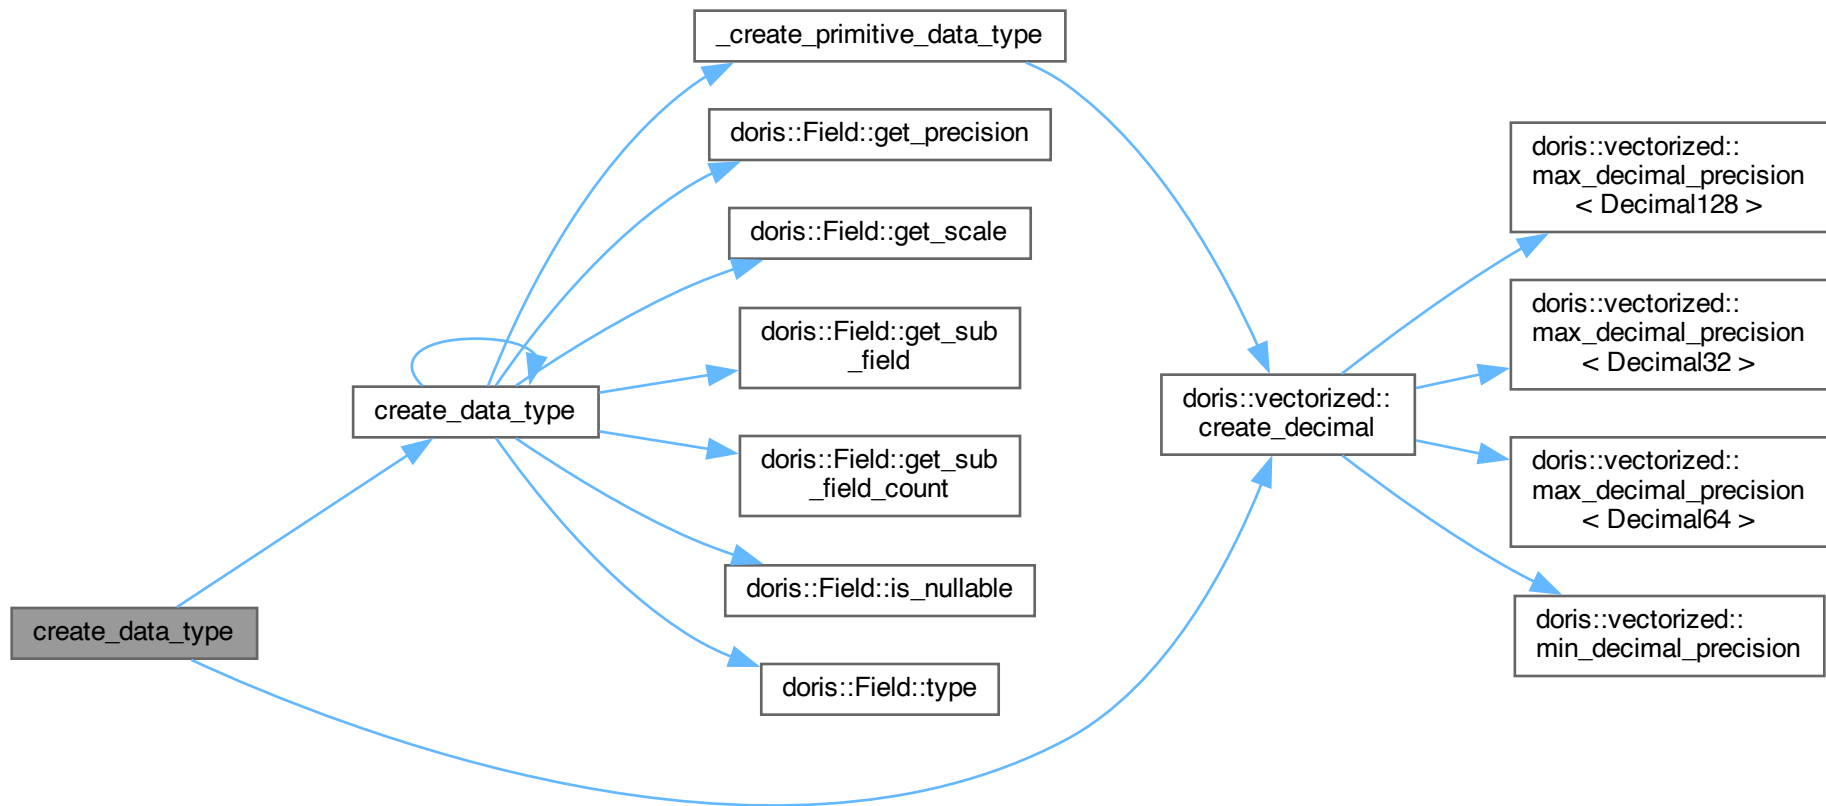 create_data_type
create_data_type
_create_primitive_data_type
doris::Field::get_precision
doris::Field::get_scale
doris::Field::get_sub
_field
doris::Field::get_sub
_field_count
doris::Field::is_nullable
doris::Field::type
doris::vectorized::
create_decimal
doris::vectorized::
max_decimal_precision
< Decimal128 >
doris::vectorized::
max_decimal_precision
< Decimal32 >
doris::vectorized::
max_decimal_precision
< Decimal64 >
doris::vectorized::
min_decimal_precision